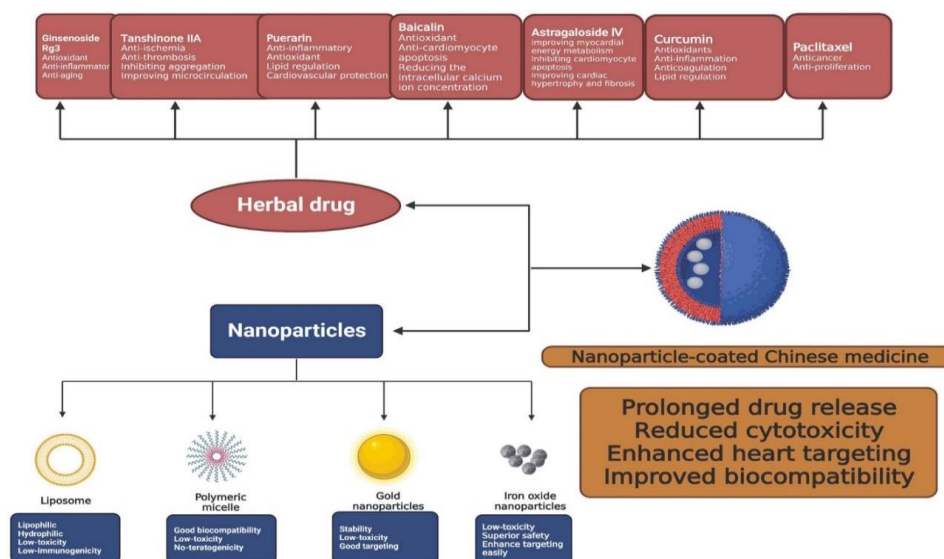 Ginsenoside
Rg3
Antioxidant
Anti-inflammator
Anti-aging
Tanshinone IIA
Anti-ischemia
Anti-thrombosis
Inhibiting aggregation
Improving microcirculation
Puerarin
Anti-inflammatory
Antioxidant
Lipid regulation
Cardiovascular protection
Baicalin
Antioxidant
Anti-cardiomyocyte
apoptosis
Reducing the
intracellular calcium
ion concentration
Astragaloside IV
Improving myocardial
energy metabolism
Inhibiting cardiomyocyte
apoptosis
Improving cardiac
hypertrophy and fibrosis
Curcumin
Antioxidants
Anti-inflammation
Anticoagulation
Lipid regulation
Paclitaxel
Anticancer
Anti-proliferation
Herbal drug
Nanoparticles
Nanoparticle-coated Chinese medicine
Prolonged drug release
Reduced cytotoxicity
Enhanced heart targeting
Improved biocompatibility
Liposome
Lipophilic
Hydrophilic
Low-toxicity
Low-immunogenicity
Polymeric
micelle
Good biocompatibility
Low-toxicity
No-teratogenicity
Gold
nanoparticles
Stability
Low-toxicity
Good targeting
Iron oxide
nanoparticles
Low-toxicity
Superior safety
Enhance targeting
easily